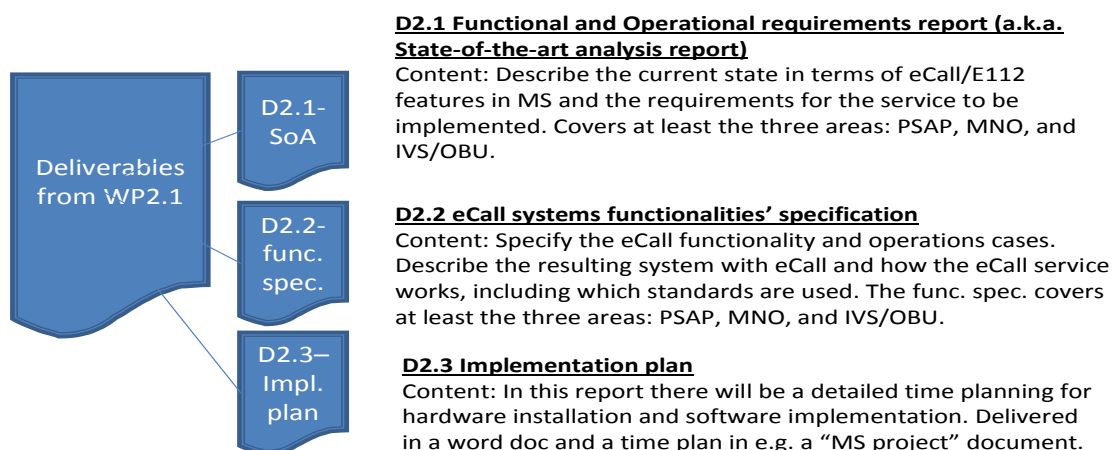 Deliverables
from WP2.1
D2.1-
SoA
D2.2-
func.
spec.
D2.3–
Impl.
plan
D2.1 Functional and Operational requirements report (a.k.a.
State-of-the-art analysis report)
Content: Describe the current state in terms of eCall/E112
features in MS and the requirements for the service to be
implemented. Covers at least the three areas: PSAP, MNO, and
IVS/OBU.
D2.2 eCall systems functionalities’ specification
Content: Specify the eCall functionality and operations cases.
Describe the resulting system with eCall and how the eCall service
works, including which standards are used. The func. spec. covers
at least the three areas: PSAP, MNO, and IVS/OBU.
D2.3 Implementation plan
Content: In this report there will be a detailed time planning for
hardware installation and software implementation. Delivered
in a word doc and a time plan in e.g. a “MS project” document.